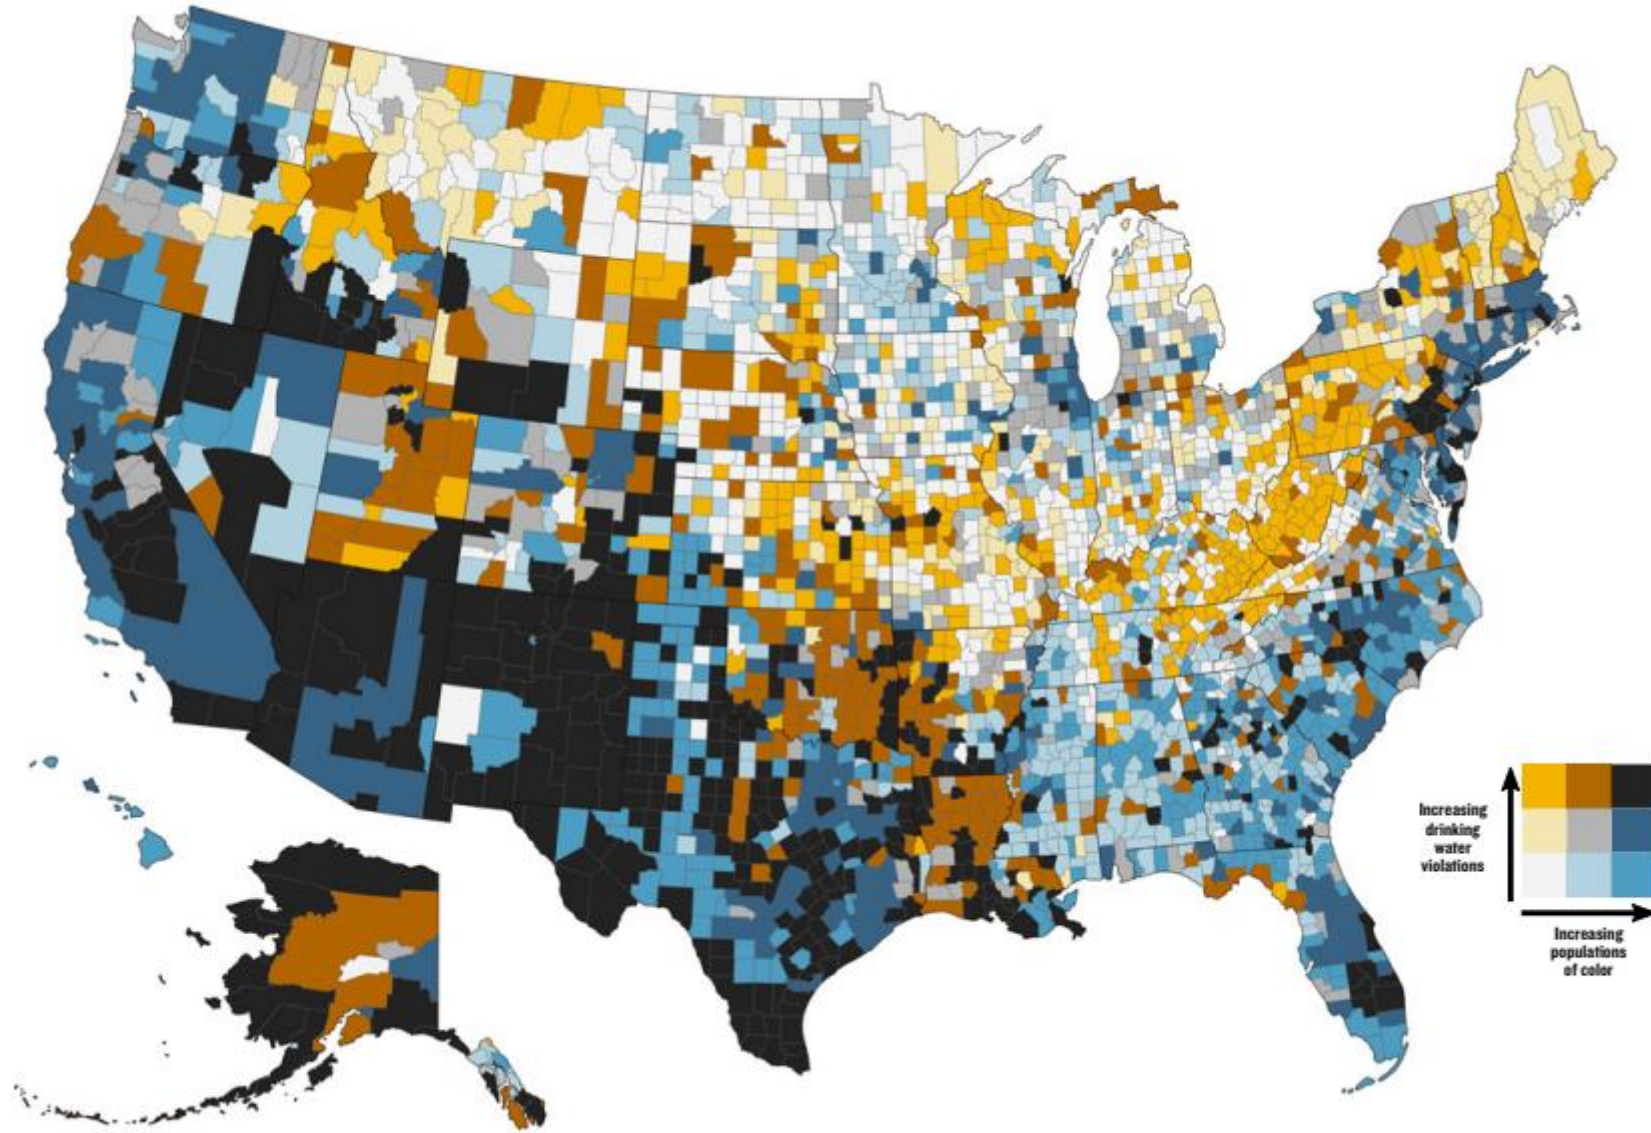 Increasing
drinking
water
violations
Increasing
populations
of color